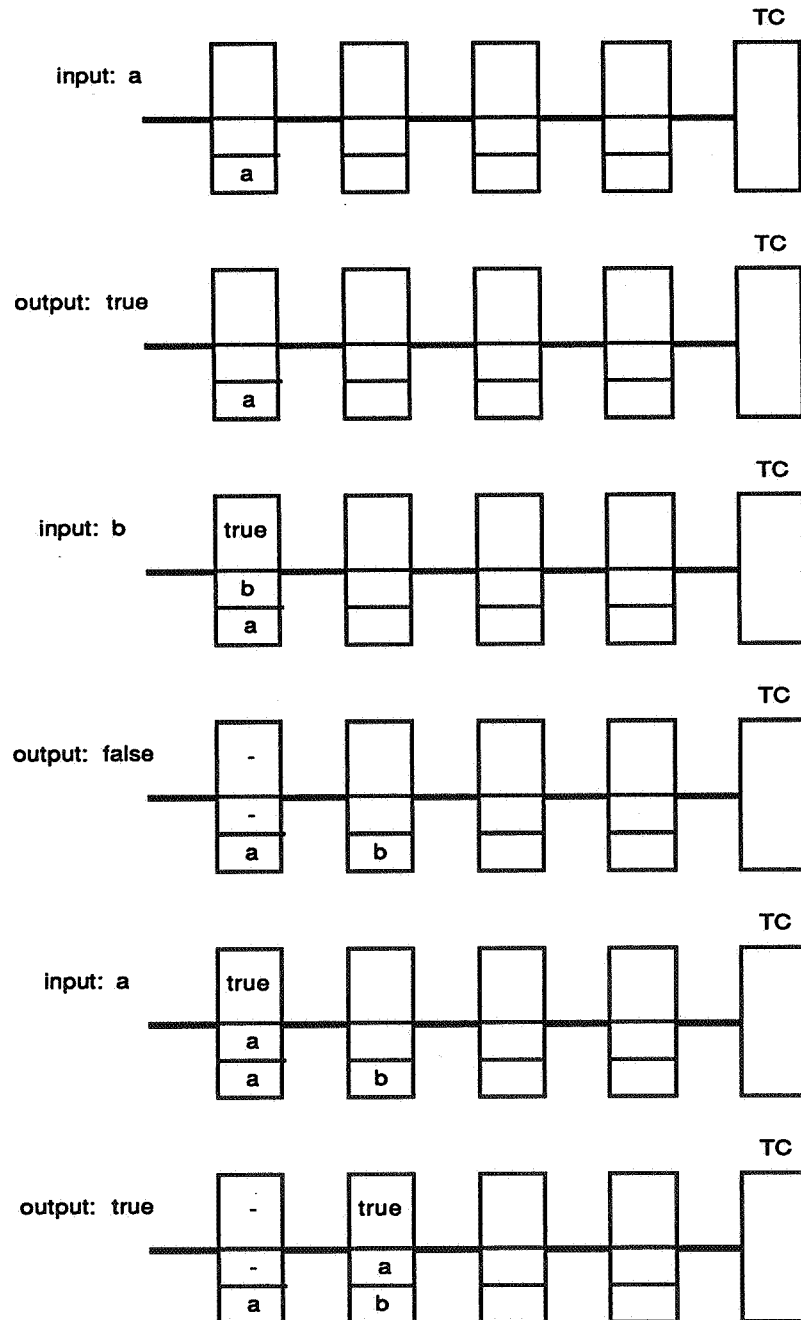 TC
input: a
a
TC
output: true
a
TC
input: b
true
b
a
TC
output: false
-
-
a b
TC
input: a
true
a
a b
TC
output: true
- true
- a
a b